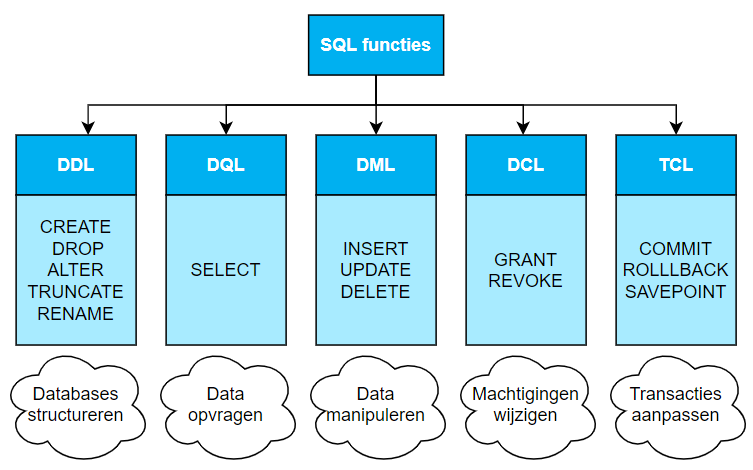 SQL functies
DDL
DQL
DML
DCL
TCL
CREATE
DROP
ALTER
TRUNCATE
RENAME
SELECT
INSERT
UPDATE
DELETE
GRANT
REVOKE
COMMIT
ROLLLBACK
SAVEPOINT
Databases
structureren
Data
opvragen
Data
manipuleren
Machtigingen
wijzigen
Transacties
aanpassen